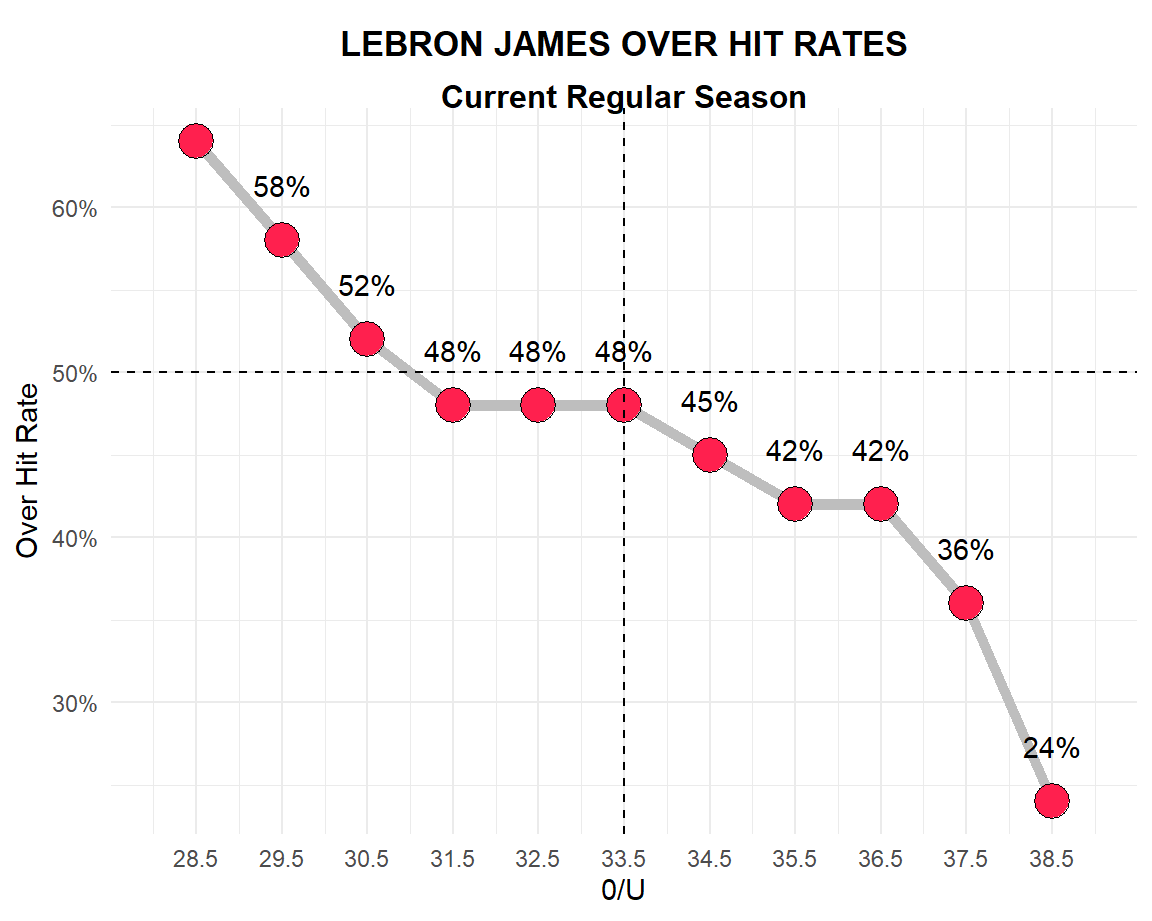 LEBRON JAMES OVER HIT RATES
Current Regular Season
58%
52%
48% 48% 48%
45%
42% 42%
36%
24%
60%
50%
40%
30%
Over Hit Rate
28.5 29.5 30.5 31.5 32.5 33.5 34.5 35.5 36.5 37.5 38.5
0/U